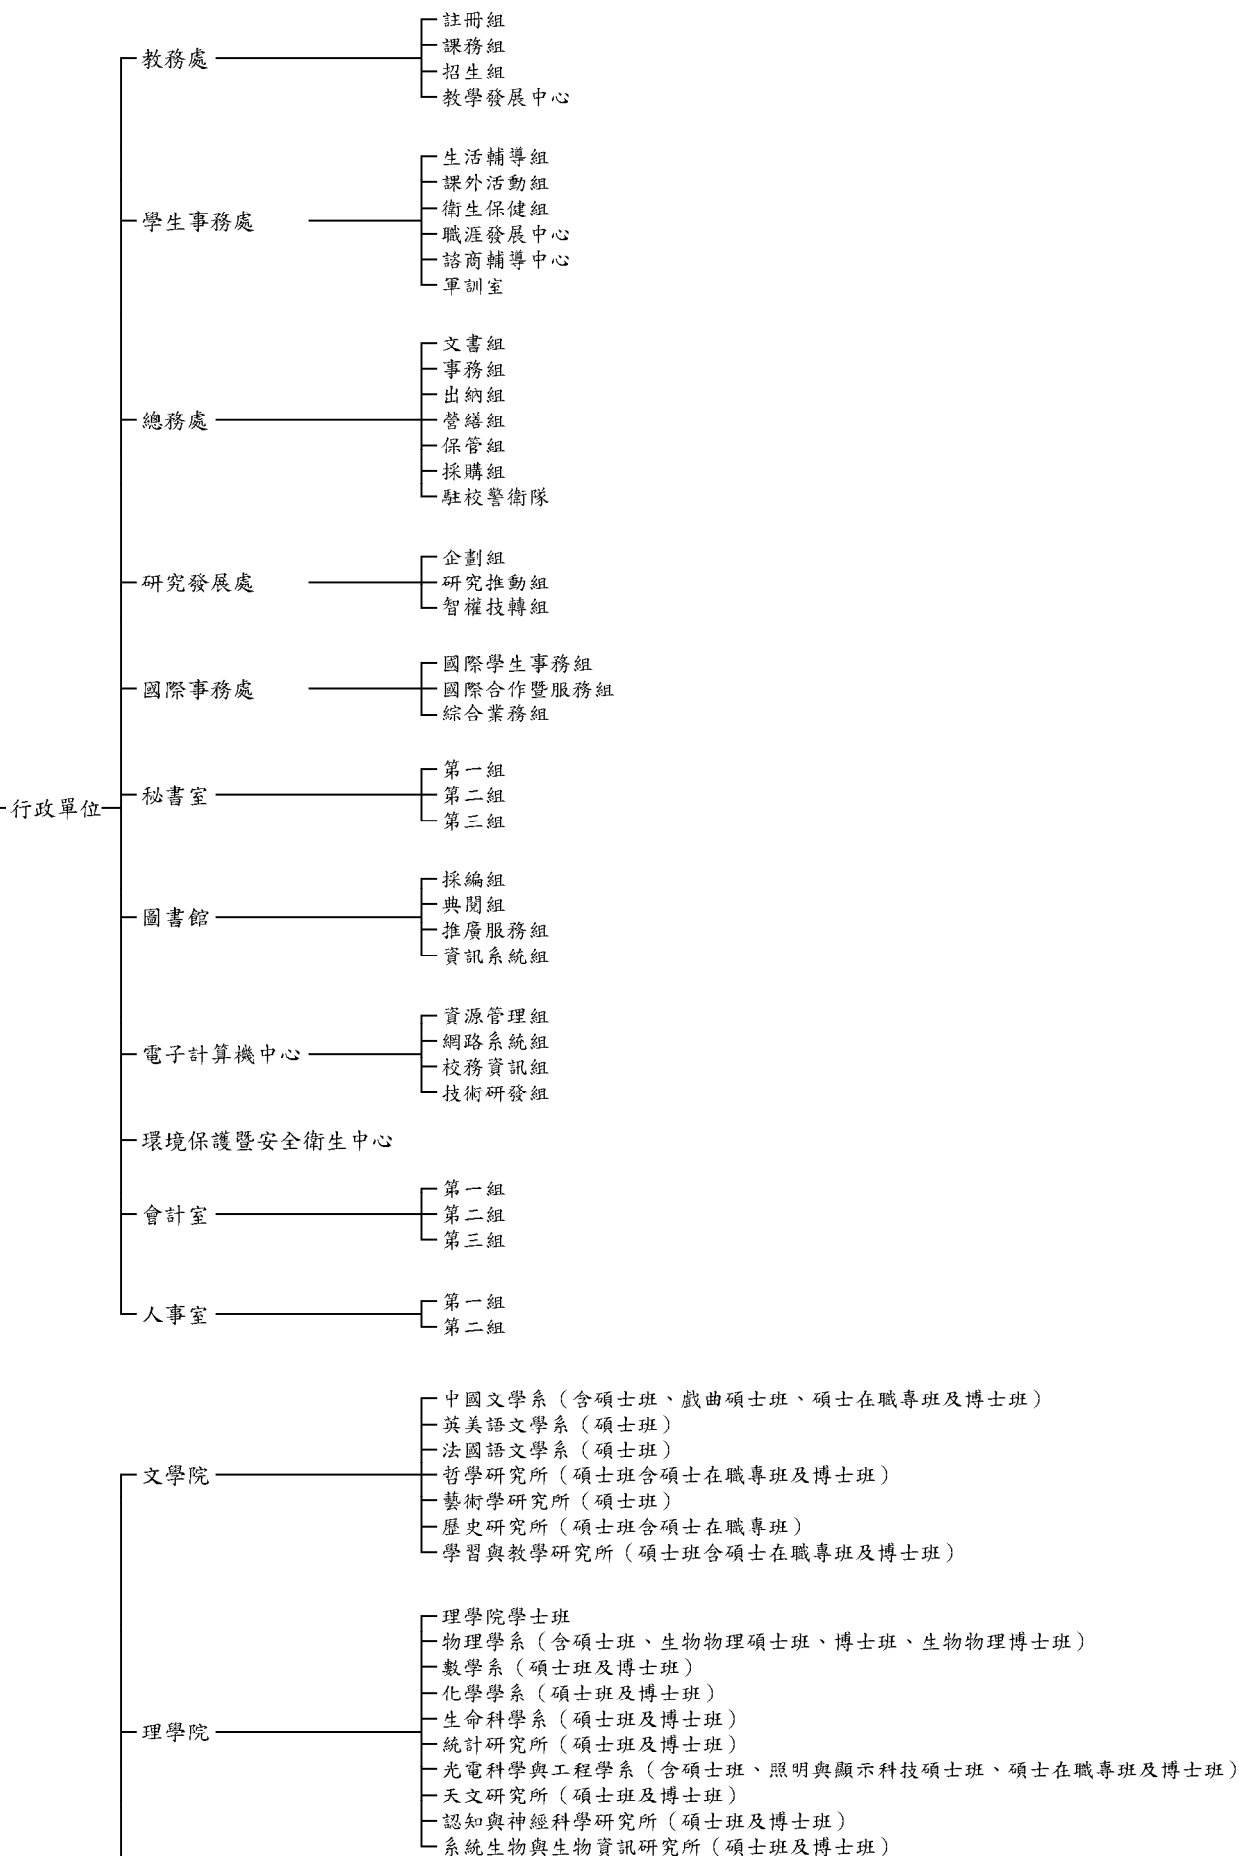 註冊組
課務組
教務處
招生組
教學發展中心
生活輔導組
課外活動組
衛生保健組
學生事務處
職涯發展中心
諮商輔導中心
軍訓室
文書組
事務組
出納組
總務處
營繕組
保管組
採購組
駐校警衛隊
企劃組
研究發展處
研究推動組
智權技轉組
國際學生事務組
國際事務處
國際合作暨服務組
綜合業務組
第一組
秘書室
第二組
行政單位
第三組
採編組
典閱組
圖書館
推廣服務組
資訊系統組
資源管理組
網路系統組
電子計算機中心
校務資訊組
技術研發組
環境保護暨安全衛生中心
第一組
會計室
第二組
第三組
第一組
人事室
第二組
中國文學系（含碩士班、戲曲碩士班、碩士在職專班及博士班）
英美語文學系（碩士班）
法國語文學系（碩士班）
文學院
哲學研究所（碩士班含碩士在職專班及博士班）
藝術學研究所（碩士班）
歷史研究所（碩士班含碩士在職專班）
學習與教學研究所（碩士班含碩士在職專班及博士班）
理學院學士班
物理學系（含碩士班、生物物理碩士班、博士班、生物物理博士班）
數學系（碩士班及博士班）
化學學系（碩士班及博士班）
生命科學系（碩士班及博士班）
理學院
統計研究所（碩士班及博士班）
光電科學與工程學系（含碩士班、照明與顯示科技碩士班、碩士在職專班及博士班）
天文研究所（碩士班及博士班）
認知與神經科學研究所（碩士班及博士班）
系統生物與生物資訊研究所（碩士班及博士班）